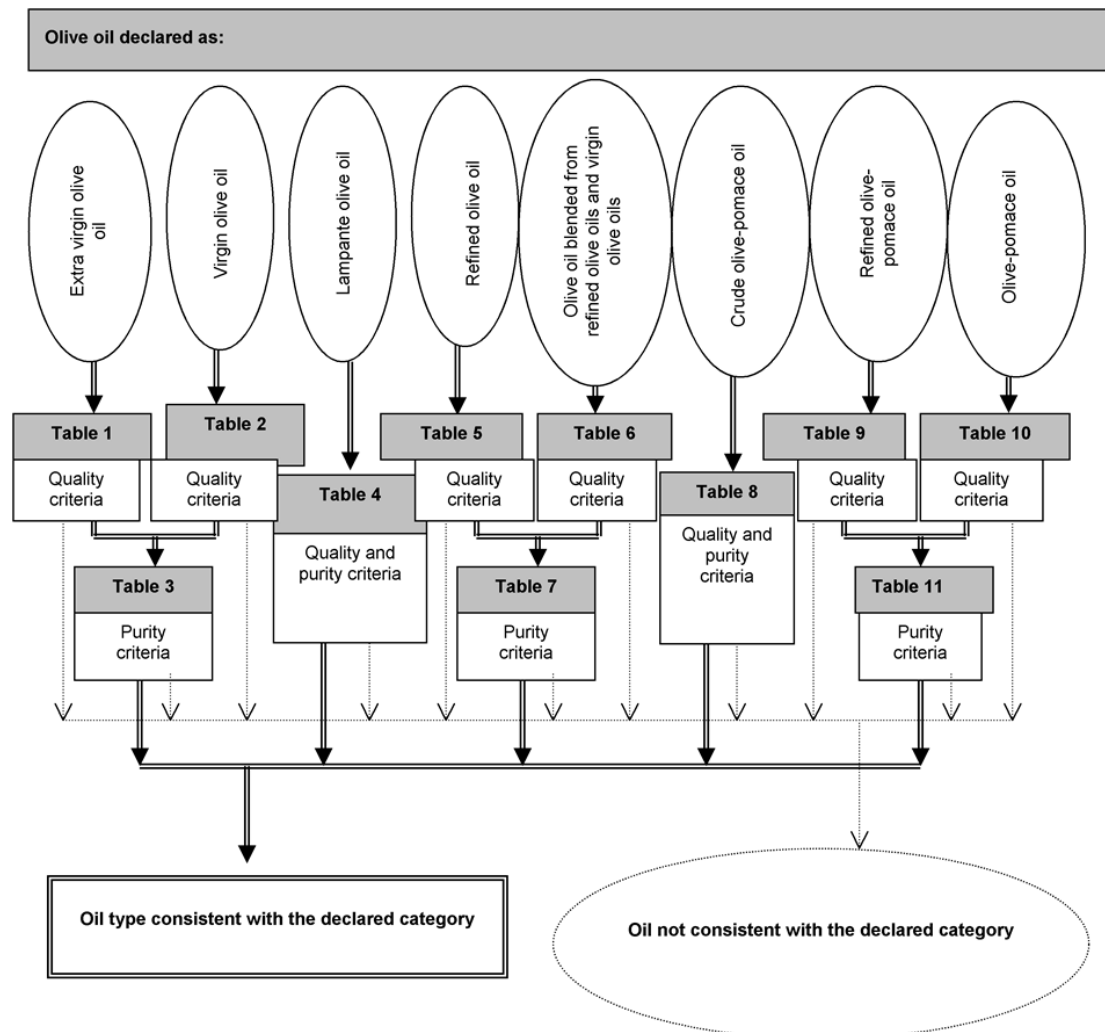 Olive oil declared as:
Extra virgin olive
oil
Virgin olive oil
Lampante olive oil
Refined olive oil
Olive oil blended from
refined olive oils and virgin
olive oils
Crude olive-pomace oil
Refined olive-
pomace oil
Olive-pomace oil
Table 1
Quality
criteria
Table 2
Quality
criteria
Table 3
Purity
criteria
Table 4
Quality and
purity criteria
Table 5
Quality
criteria
Table 6
Quality
criteria
Table 7
Purity
criteria
Table 8
Quality and
purity
criteria
Table 9
Quality
criteria
Table 10
Quality
criteria
Table 11
Purity
criteria
Oil type consistent with the declared category
Oil not consistent with the declared category